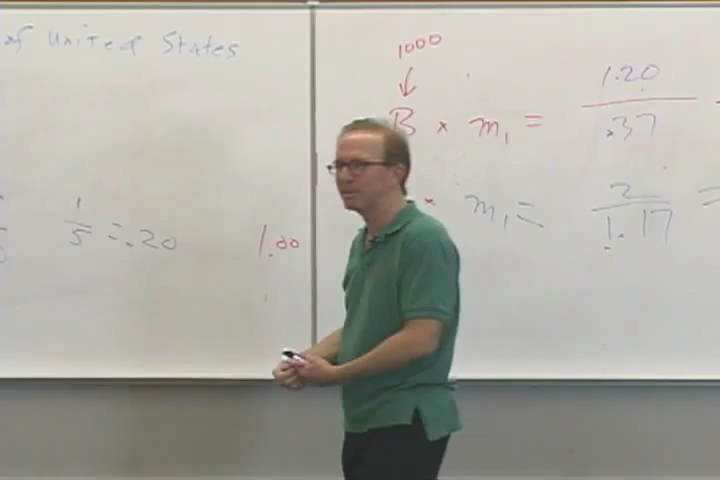 of United States
1/5 = .20
1.00
1000
↓
B × m₁ = 1.20/.37
× m₁ = 2/1.17 =